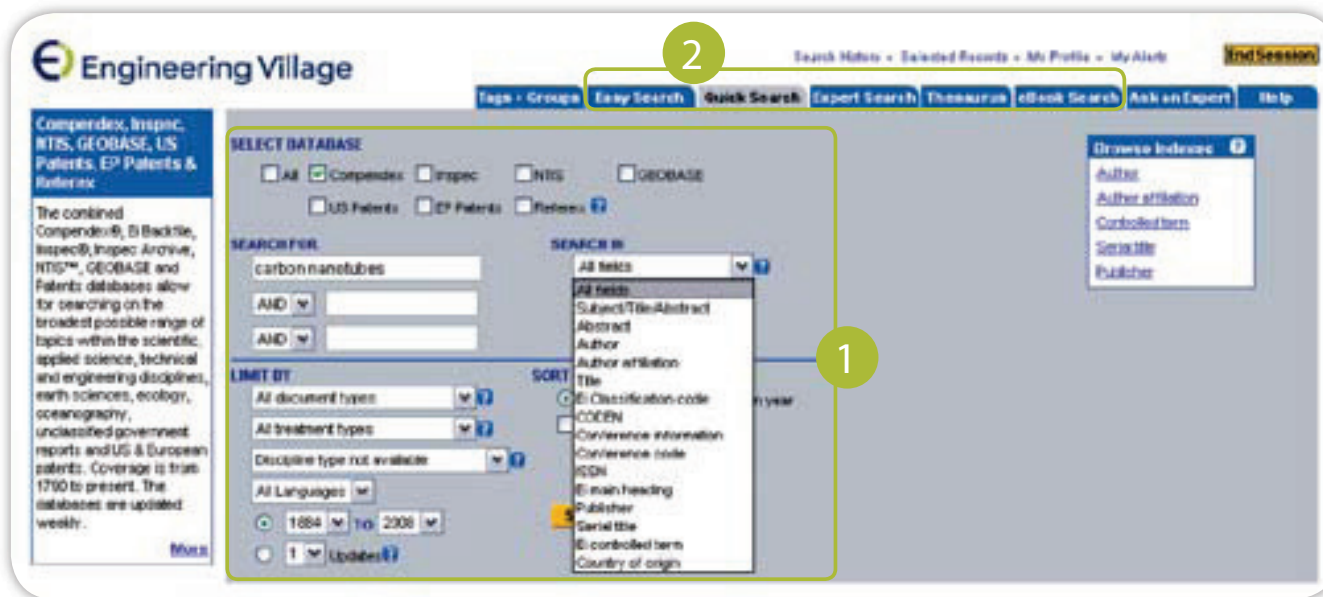 2
Engineering Village
Search History - Selected Records - My Profile - My Alerts
End Session
Tags + Groups Easy Search Quick Search Expert Search Thesaurus eBook Search Ask an Expert Help
Compendex, Inspec,
NTIS, GEOBASE, US
Patents, EP Patents &
Referex
The combined
Compendex®, Ei Backfile,
Inspec®, Inspec Archive,
NTIS™, GEOBASE and
Patents databases allow
for searching on the
broadest possible range of
topics within the scientific,
applied science, technical
and engineering disciplines,
earth sciences, ecology,
oceanography,
unclassified government
reports and US & European
patents. Coverage is from
1790 to present. The
databases are updated
weekly.
More
SELECT DATABASE
All Compendex Inspec NTIS GEOBASE
US Patents EP Patents Referex ?
SEARCH FOR
carbon nanotubes
AND
AND
SEARCH IN
All fields ?
All fields
Subject/Title/Abstract
Abstract
Author
Author affiliation
Title
Ei Classification code
CODEN
Conference information
Conference code
ISSN
Ei main heading
Publisher
Serial title
Ei controlled term
Country of origin
1
LIMIT BY
All document types ?
All treatment types ?
Discipline type not available ?
All Languages
1884 TO 2008
1 Updates ?
SORT
n year
S
Browse Indexes ?
Author
Author affiliation
Controlled term
Serial title
Publisher